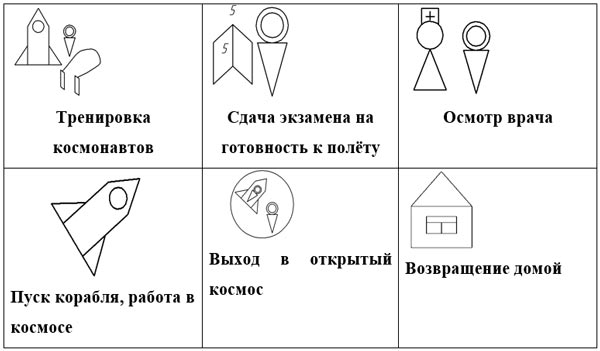 5
5
Тренировка
космонавтов
Сдача экзамена на
готовность к полёту
Осмотр врача
Пуск корабля, работа в
космосе
Выход в открытый
космос
Возвращение домой